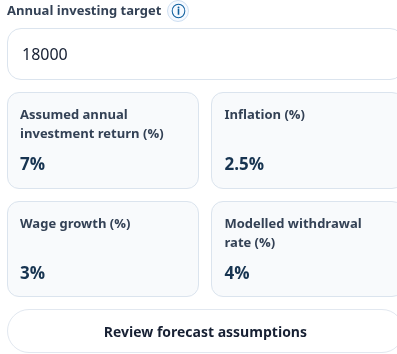 Annual investing target
18000
Assumed annual
investment return (%)
7%
Inflation (%)
2.5%
Wage growth (%)
3%
Modelled withdrawal
rate (%)
4%
Review forecast assumptions